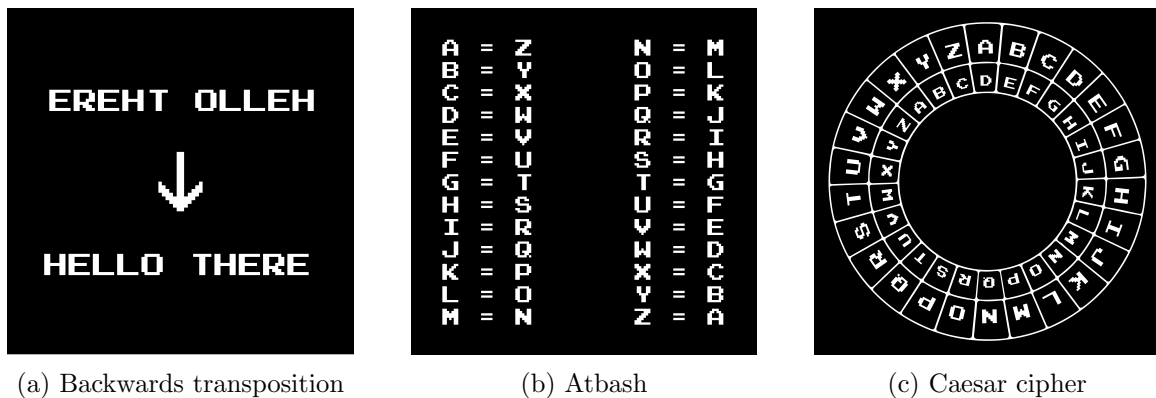 EREHT OLLEH
HELLO THERE
(a) Backwards transposition
A = Z N = M
B = Y O = L
C = X P = K
D = W Q = J
E = V R = I
F = U S = H
G = T T = G
H = S U = F
I = R V = E
J = Q W = D
K = P X = C
L = O Y = B
M = N Z = A
(b) Atbash
A B C D E F G H I J K L M N O P Q R S T U V W X Y Z
D E F G H I J K L M N O P Q R S T U V W X Y Z A B C
(c) Caesar cipher